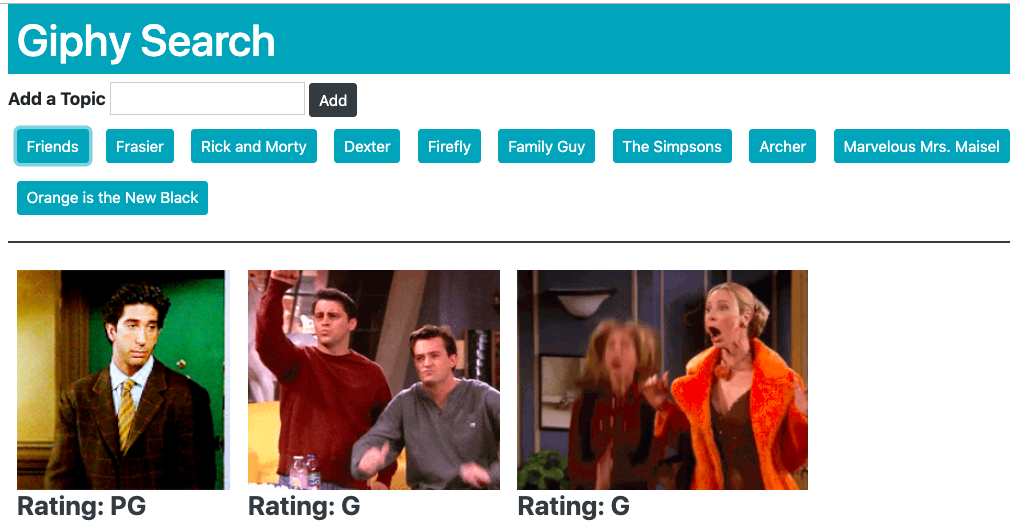 Giphy Search
Add a Topic Add
Friends Frasier Rick and Morty Dexter Firefly Family Guy The Simpsons Archer Marvelous Mrs. Maisel
Orange is the New Black
Rating: PG Rating: G Rating: G